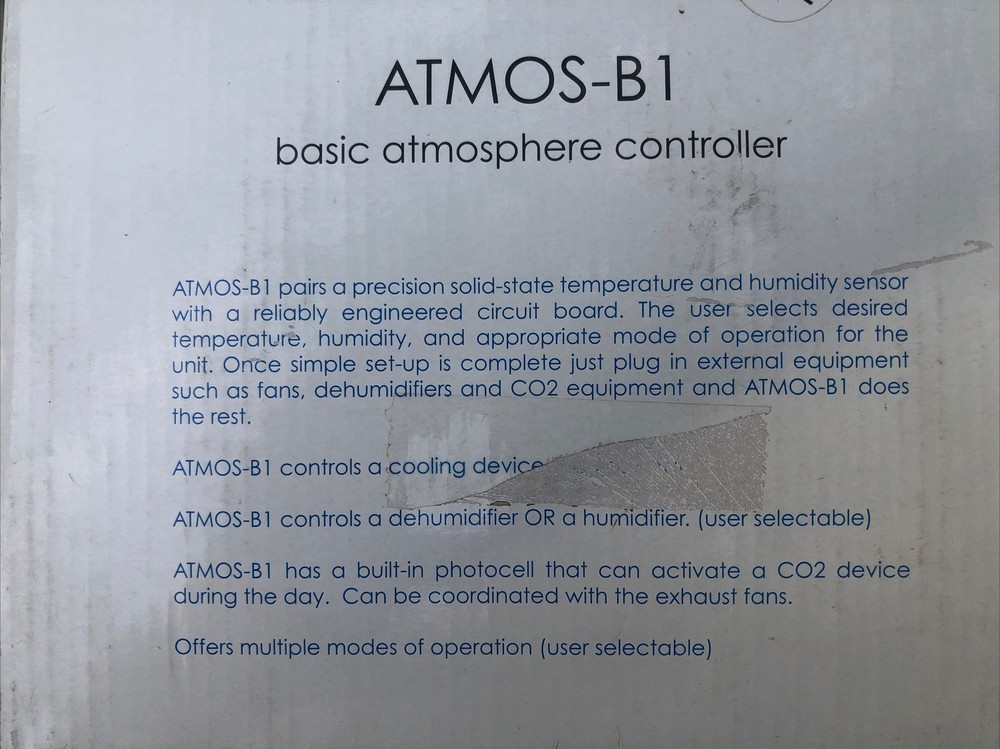 ATMOS-B1
basic atmosphere controller
ATMOS-B1 pairs a precision solid-state temperature and humidity sensor
with a reliably engineered circuit board. The user selects desired
temperature, humidity, and appropriate mode of operation for the
unit. Once simple set-up is complete just plug in external equipment
such as fans, dehumidifiers and CO2 equipment and ATMOS-B1 does
the rest.
ATMOS-B1 controls a cooling device
ATMOS-B1 controls a dehumidifier OR a humidifier. (user selectable)
ATMOS-B1 has a built-in photocell that can activate a CO2 device
during the day. Can be coordinated with the exhaust fans.
Offers multiple modes of operation (user selectable)